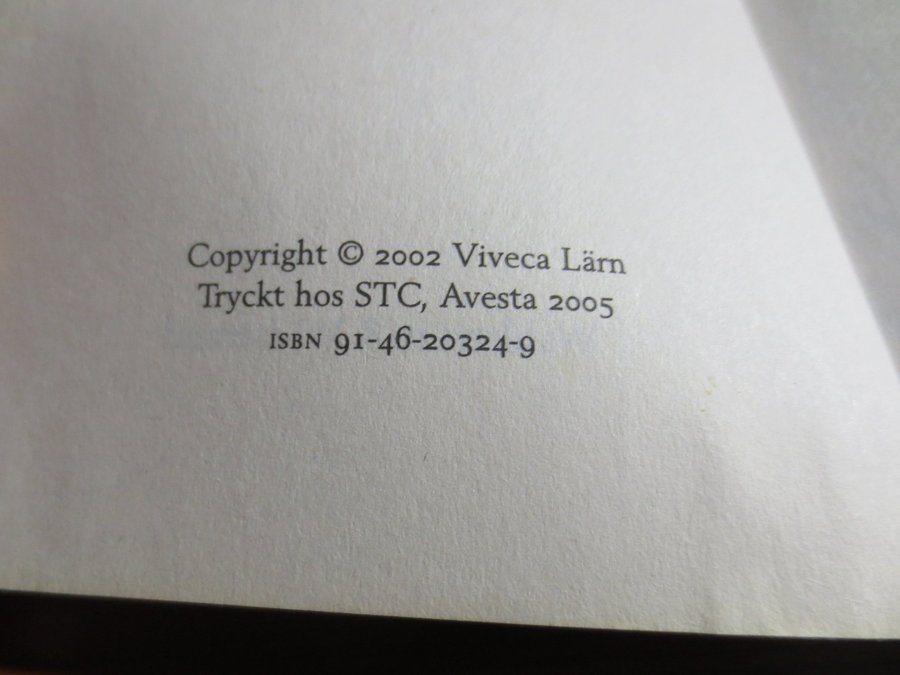 Copyright © 2002 Viveca Lärn
Tryckt hos STC, Avesta 2005
ISBN 91-46-20324-9